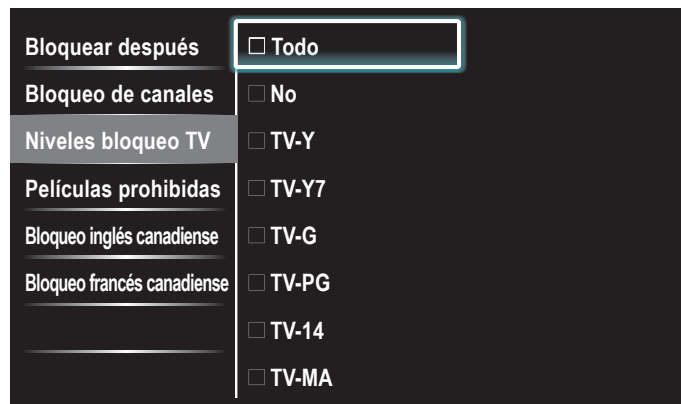 Bloquear después
Bloqueo de canales
Niveles bloqueo TV
Películas prohibidas
Bloqueo inglés canadiense
Bloqueo francés canadiense
Todo
No
TV-Y
TV-Y7
TV-G
TV-PG
TV-14
TV-MA